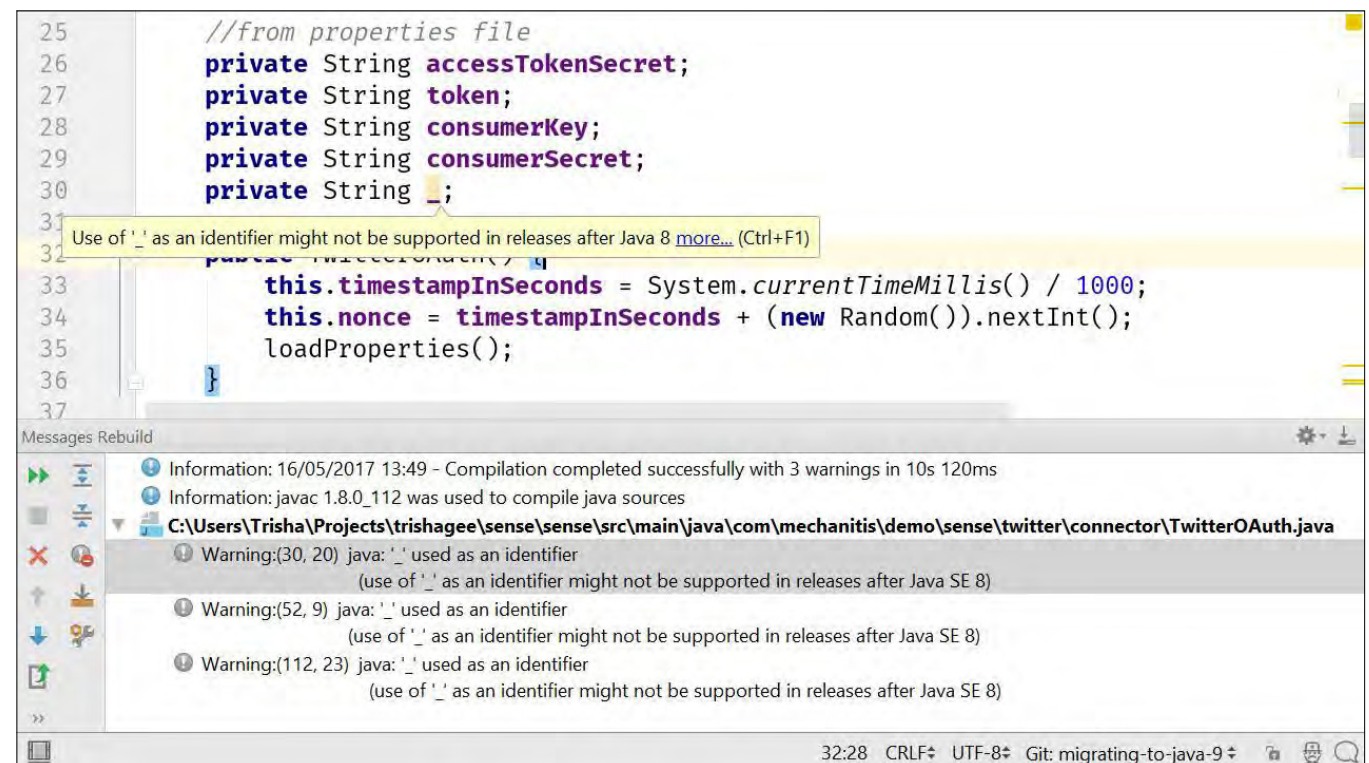 25 //from properties file
26 private String accessTokenSecret;
27 private String token;
28 private String consumerKey;
29 private String consumerSecret;
30 private String _;
31
Use of '_' as an identifier might not be supported in releases after Java 8 more... (Ctrl+F1)
32 public TwitterOAuth() {
33 this.timestampInSeconds = System.currentTimeMillis() / 1000;
34 this.nonce = timestampInSeconds + (new Random()).nextInt();
35 loadProperties();
36 }
37
Messages Rebuild
Information: 16/05/2017 13:49 - Compilation completed successfully with 3 warnings in 10s 120ms
Information: javac 1.8.0_112 was used to compile java sources
C:\Users\Trisha\Projects\trishagee\sense\sense\src\main\java\com\mechanitis\demo\sense\twitter\connector\TwitterOAuth.java
Warning:(30, 20) java: '_' used as an identifier
(use of '_' as an identifier might not be supported in releases after Java SE 8)
Warning:(52, 9) java: '_' used as an identifier
(use of '_' as an identifier might not be supported in releases after Java SE 8)
Warning:(112, 23) java: '_' used as an identifier
(use of '_' as an identifier might not be supported in releases after Java SE 8)
32:28 CRLF UTF-8 Git: migrating-to-java-9